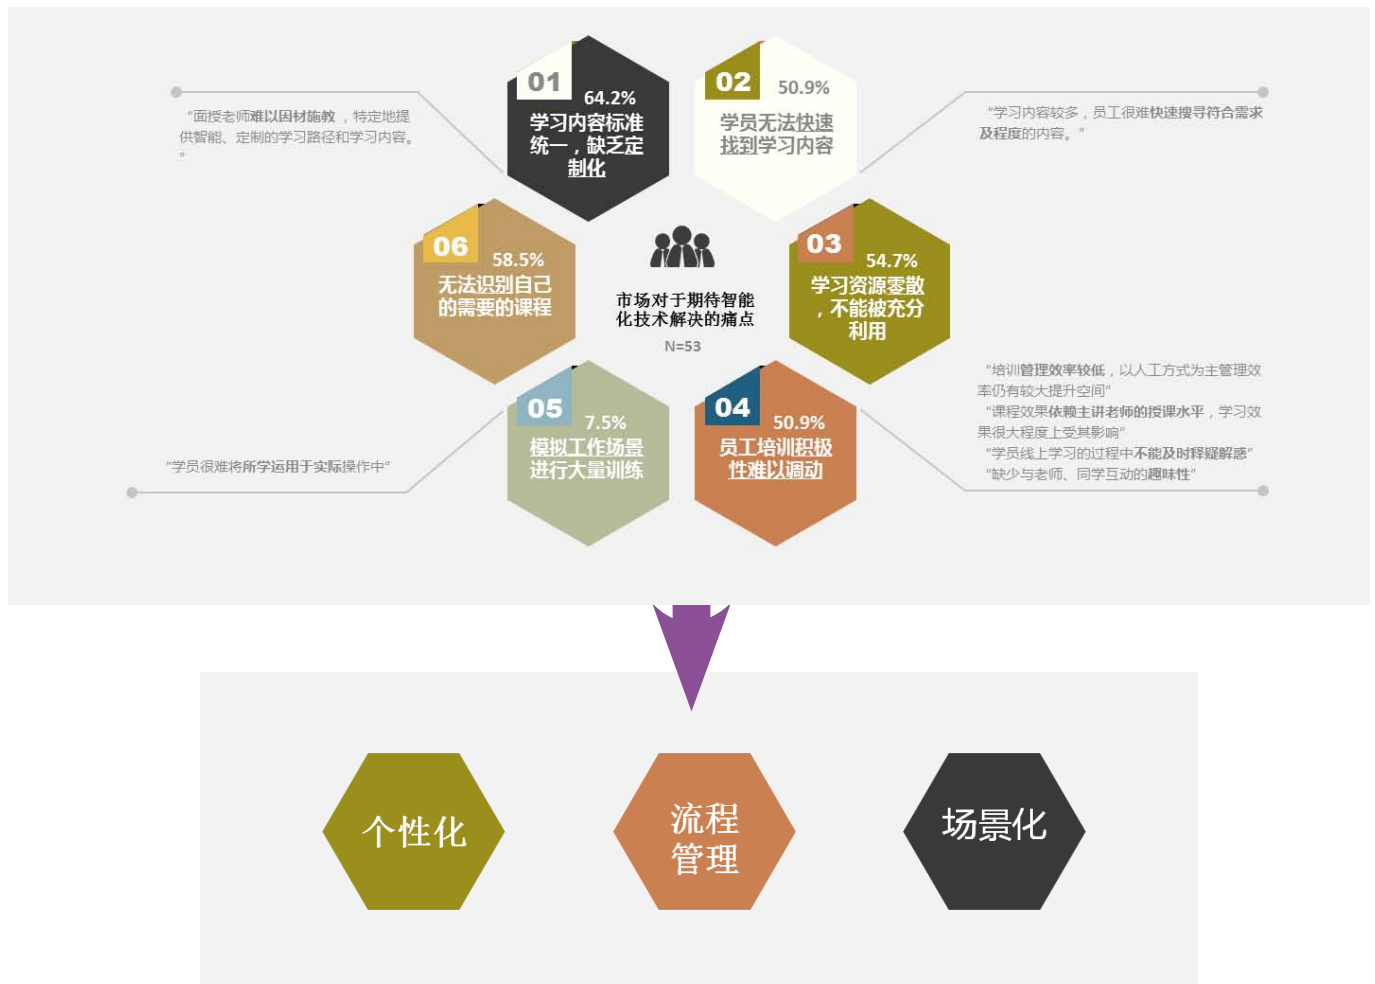 01
64.2%
学习内容标准
统一，缺乏定
制化
02
50.9%
学员无法快速
找到学习内容
“面授老师难以因材施教 ，特定地提
供智能、定制的学习路径和学习内容。
”
“学习内容较多，员工很难快速搜寻符合需求
及程度的内容。”
06
58.5%
无法识别自己
的需要的课程
03
54.7%
学习资源零散
，不能被充分
利用
市场对于期待智能
化技术解决的痛点
N=53
05
7.5%
模拟工作场景
进行大量训练
04
50.9%
员工培训积极
性难以调动
“培训管理效率较低，以人工方式为主管理效
率仍有较大提升空间”
“课程效果依赖主讲老师的授课水平，学习效
果很大程度上受其影响”
“学员线上学习的过程中不能及时释疑解惑”
“缺少与老师、同学互动的趣味性”
“学员很难将所学运用于实际操作中”
个性化
流程
管理
场景化